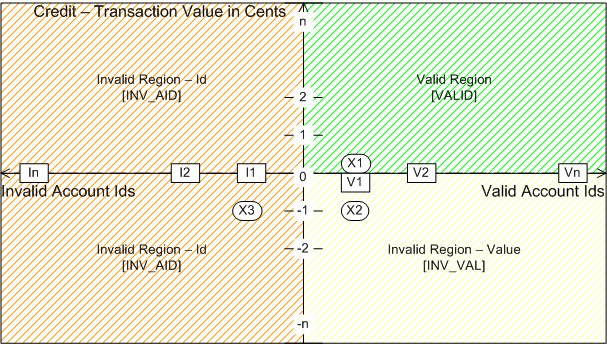 Credit – Transaction Value in Cents
n
Invalid Region – Id
[INV_AID]
Valid Region
[VALID]
2
1
X1
In
I2
I1
0
V1
V2
Vn
Invalid Account Ids
Valid Account Ids
X3
-1
X2
Invalid Region – Id
[INV_AID]
-2
Invalid Region – Value
[INV_VAL]
-n